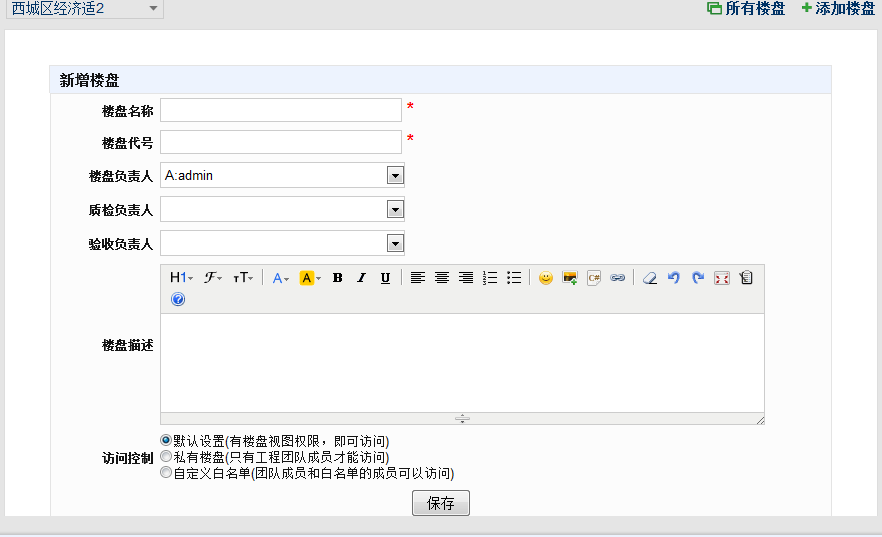 西城区经济适2
所有楼盘 添加楼盘
新增楼盘
楼盘名称 *
楼盘代号 *
楼盘负责人 A:admin
质检负责人
验收负责人
H1 F TT A A B I U C#
?
楼盘描述
默认设置(有楼盘视图权限，即可访问)
访问控制 私有楼盘(只有工程团队成员才能访问)
自定义白名单(团队成员和白名单的成员可以访问)
保存